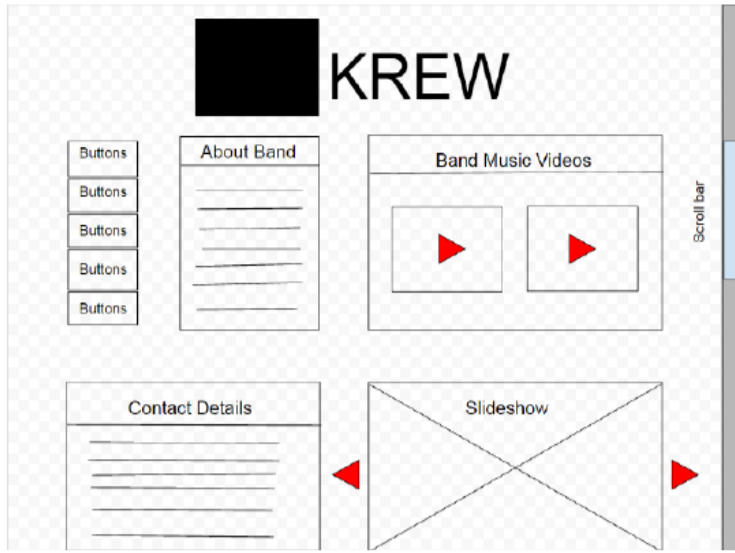 KREW
Buttons
Buttons
Buttons
Buttons
Buttons
About Band
Band Music Videos
Scroll bar
Contact Details
Slideshow